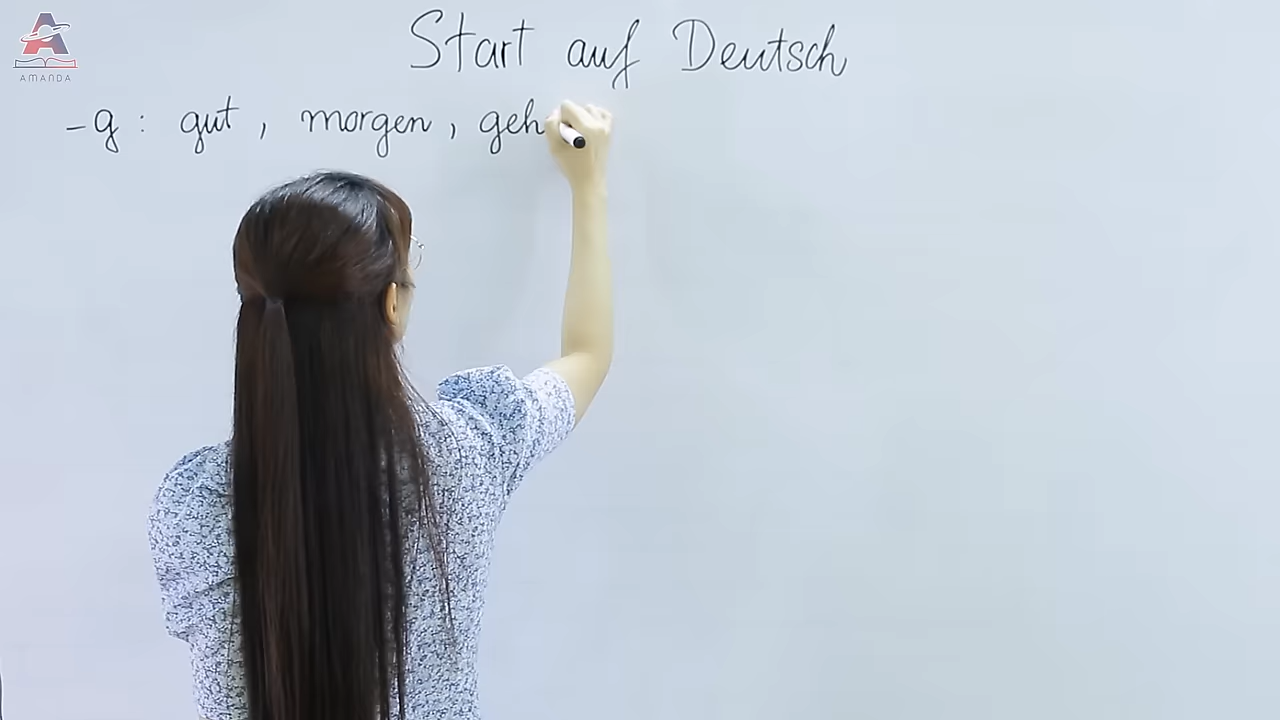 AMANDA
Start auf Deutsch
- g : gut , morgen , geh